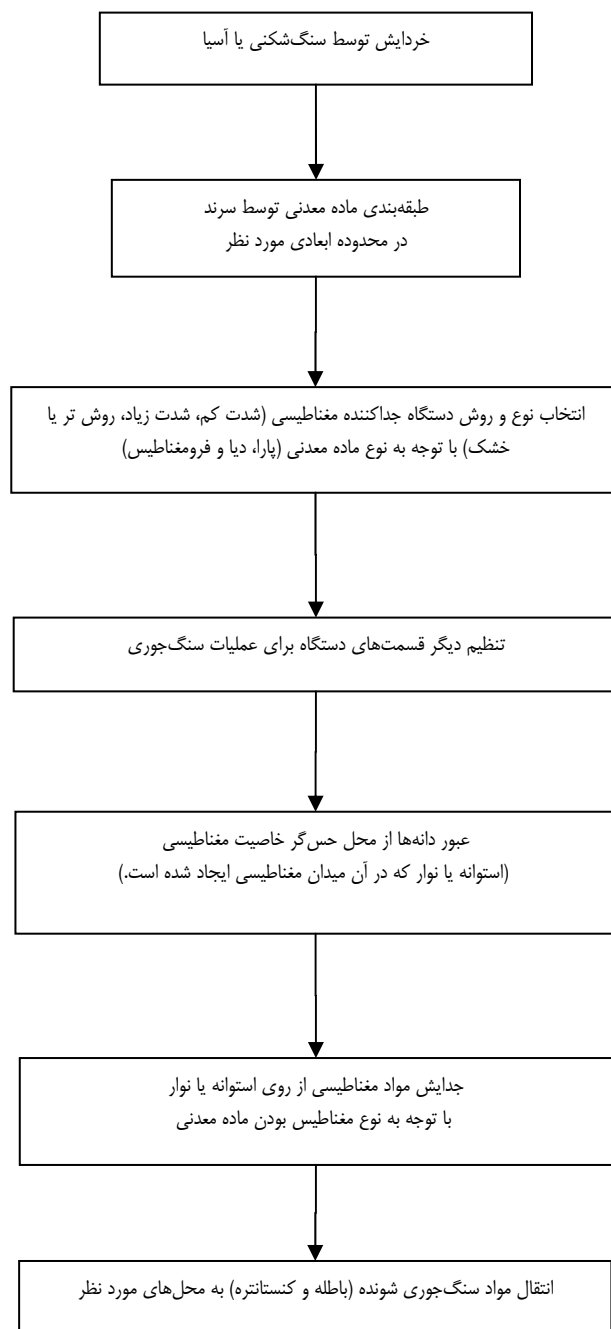 خردایش توسط سنگ‌شکنی یا آسیا
طبقه‌بندی ماده معدنی توسط سرند
در محدوده ابعادی مورد نظر
انتخاب نوع و روش دستگاه جداکننده مغناطیسی (شدت کم، شدت زیاد، روش تر یا
خشک) با توجه به نوع ماده معدنی (پارا، دیا و فرومغناطیس)
تنظیم دیگر قسمت‌های دستگاه برای عملیات سنگ‌جوری
عبور دانه‌ها از محل حس‌گر خاصیت مغناطیسی
(استوانه یا نوار که در آن میدان مغناطیسی ایجاد شده است.)
جدایش مواد مغناطیسی از روی استوانه یا نوار
با توجه به نوع مغناطیس بودن ماده معدنی
انتقال مواد سنگ‌جوری شونده (باطله و کنستانتره) به محل‌های مورد نظر